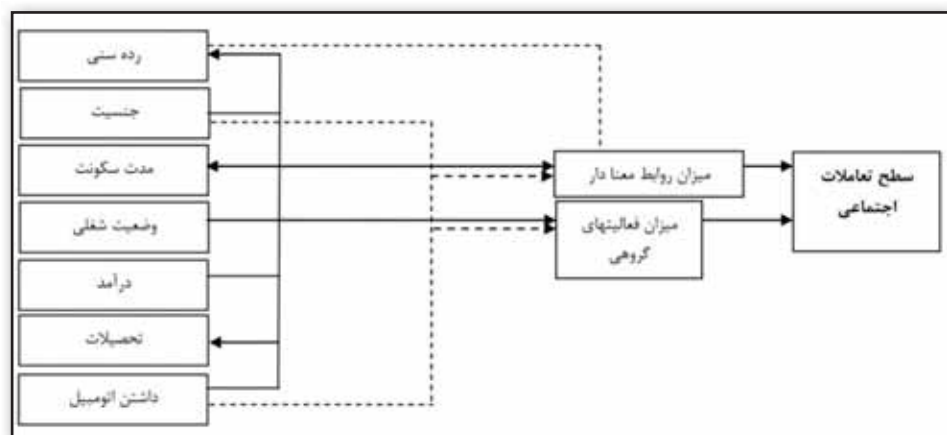 رده سنی
جنسیت
مدت سکونت
وضعیت شغلی
درآمد
تحصیلات
داشتن اتومبیل
میزان روابط معنا دار
میزان فعالیتهای
گروهی
سطح تعاملات
اجتماعی